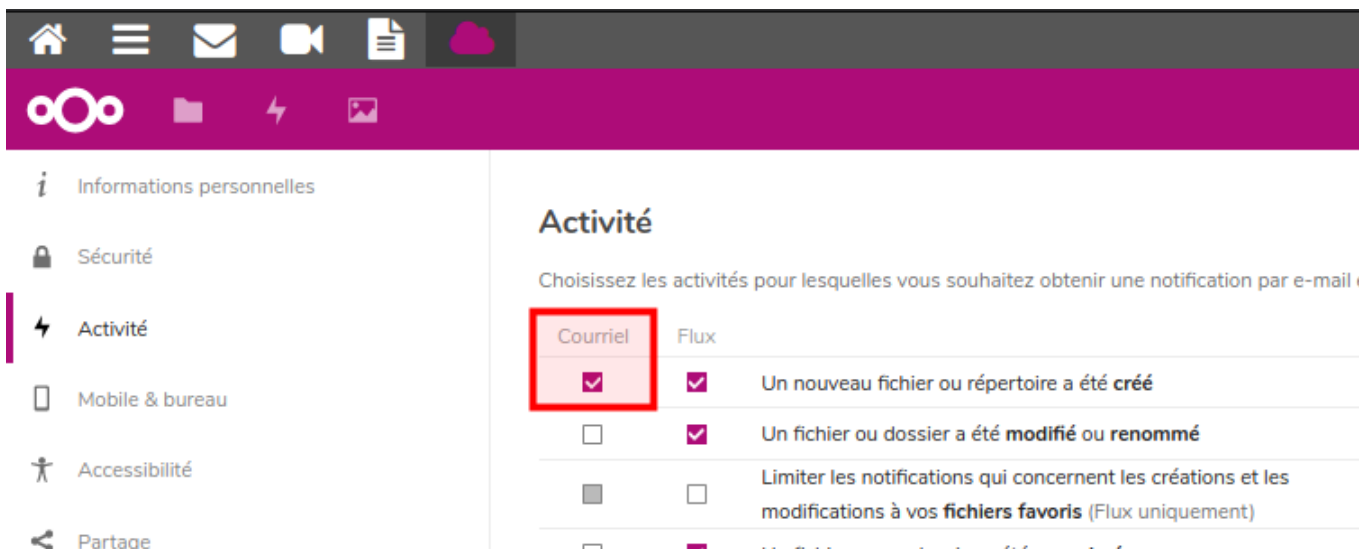 Informations personnelles
Sécurité
Activité
Mobile & bureau
Accessibilité
Partage
Activité
Choisissez les activités pour lesquelles vous souhaitez obtenir une notification par e-mail
Courriel Flux
Un nouveau fichier ou répertoire a été créé
Un fichier ou dossier a été modifié ou renommé
Limiter les notifications qui concernent les créations et les
modifications à vos fichiers favoris (Flux uniquement)